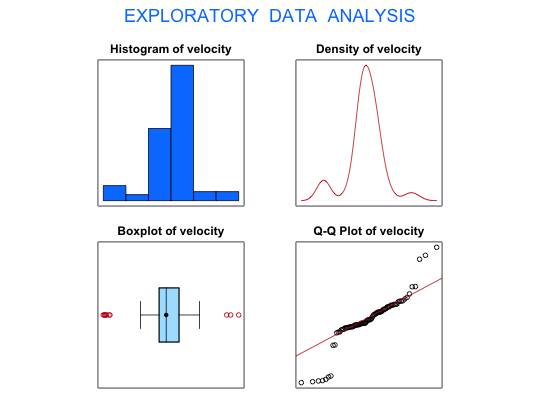 EXPLORATORY DATA ANALYSIS
Histogram of velocity
Density of velocity
Boxplot of velocity
Q-Q Plot of velocity